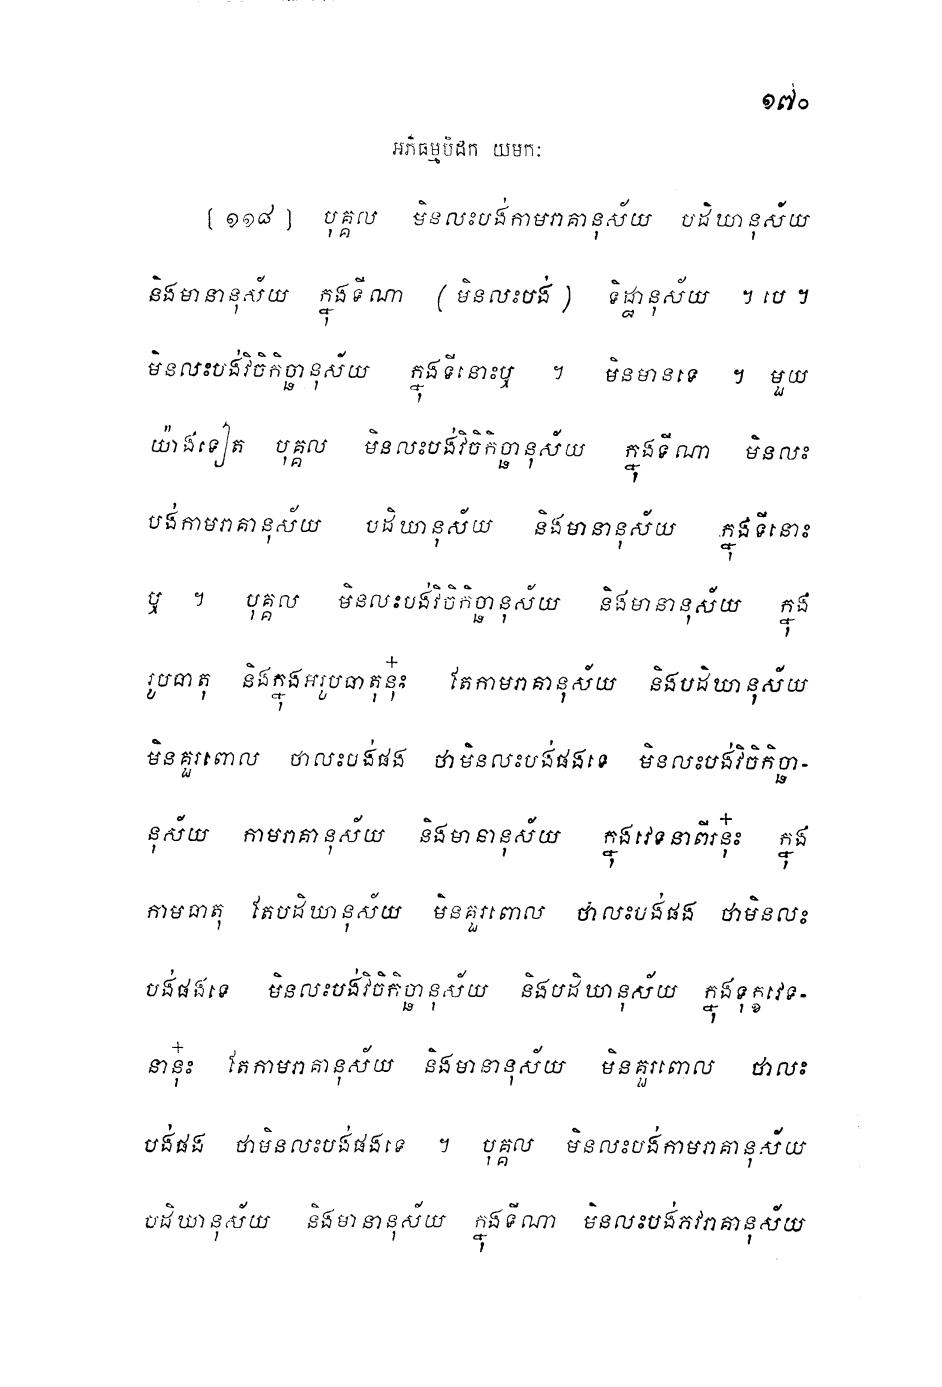 ១៧០
អភិធម្មបិដក យមកៈ
[ ១១៨ ] បុគ្គល មិនលះបង់កាមរាគានុស័យ បដិឃានុស័យ
និងមានានុស័យ ក្នុងទីណា ( មិនលះបង់ ) ទិដ្ឋានុស័យ ។ បេ ។
មិនលះបង់វិចិកិច្ឆានុស័យ ក្នុងទីនោះឬ ។ មិនមានទេ ។ មួយ
យ៉ាងទៀត បុគ្គល មិនលះបង់វិចិកិច្ឆានុស័យ ក្នុងទីណា មិនលះ
បង់កាមរាគានុស័យ បដិឃានុស័យ និងមានានុស័យ ក្នុងទីនោះ
ឬ ។ បុគ្គល មិនលះបង់វិចិកិច្ឆានុស័យ និងមានានុស័យ ក្នុង
រូបធាតុ និងក្នុងអរូបធាតុនុ៎ះ តែកាមរាគានុស័យ និងបដិឃានុស័យ
មិនគួរពោល ថាលះបង់ផង ថាមិនលះបង់ផងទេ មិនលះបង់វិចិកិច្ឆា-
នុស័យ កាមរាគានុស័យ និងមានានុស័យ ក្នុងវេទនាពីរនុ៎ះ ក្នុង
កាមធាតុ តែបដិឃានុស័យ មិនគួរពោល ថាលះបង់ផង ថាមិនលះ
បង់ផងទេ មិនលះបង់វិចិកិច្ឆានុស័យ និងបដិឃានុស័យ ក្នុងទុក្ខវេទ-
នានុ៎ះ តែកាមរាគានុស័យ និងមានានុស័យ មិនគួរពោល ថាលះ
បង់ផង ថាមិនលះបង់ផងទេ ។ បុគ្គល មិនលះបង់កាមរាគានុស័យ
បដិឃានុស័យ និងមានានុស័យ ក្នុងទីណា មិនលះបង់ភវរាគានុស័យ